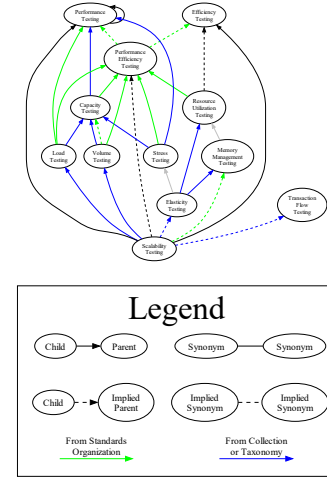 Performance
Testing
Efficiency
Testing
Performance
Efficiency
Testing
Capacity
Testing
Resource
Utilization
Testing
Load
Testing
Volume
Testing
Stress
Testing
Memory
Management
Testing
Elasticity
Testing
Transaction
Flow
Testing
Scalability
Testing
Legend
Child
Parent
Synonym
Synonym
Child
Implied
Parent
Implied
Synonym
Implied
Synonym
From Standards
Organization
From Collection
or Taxonomy